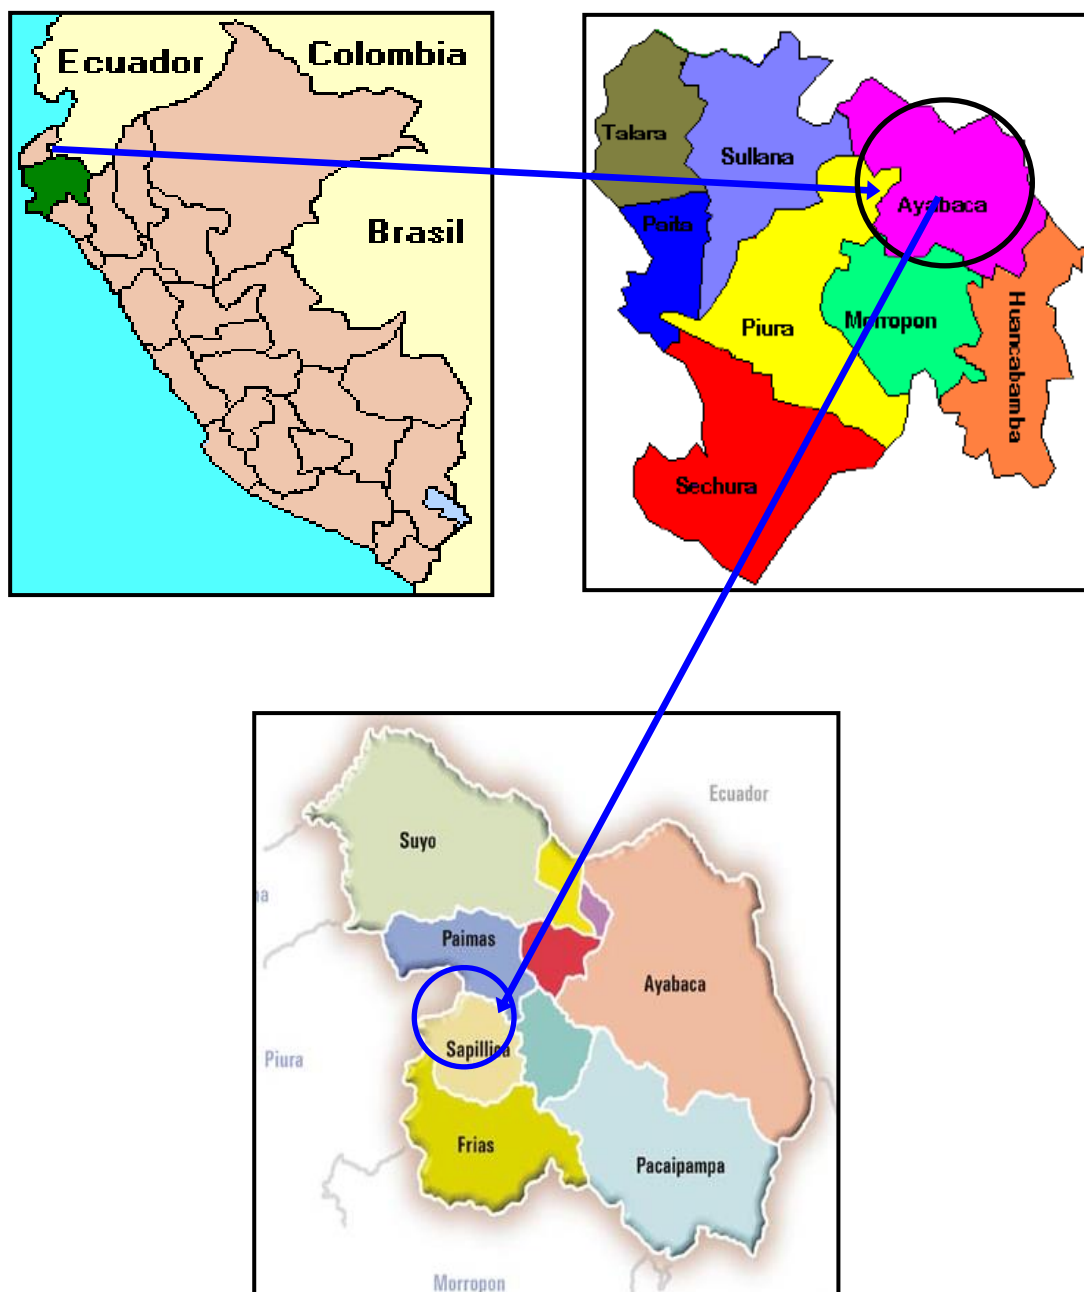 Ecuador
Colombia
Brasil
Talara
Sullana
Ayabaca
Paita
Piura
Morropon
Huancabamba
Sechura
Ecuador
Suyo
na
Paimas
Ayabaca
Sapillica
Piura
Frias
Pacaipampa
Morropon